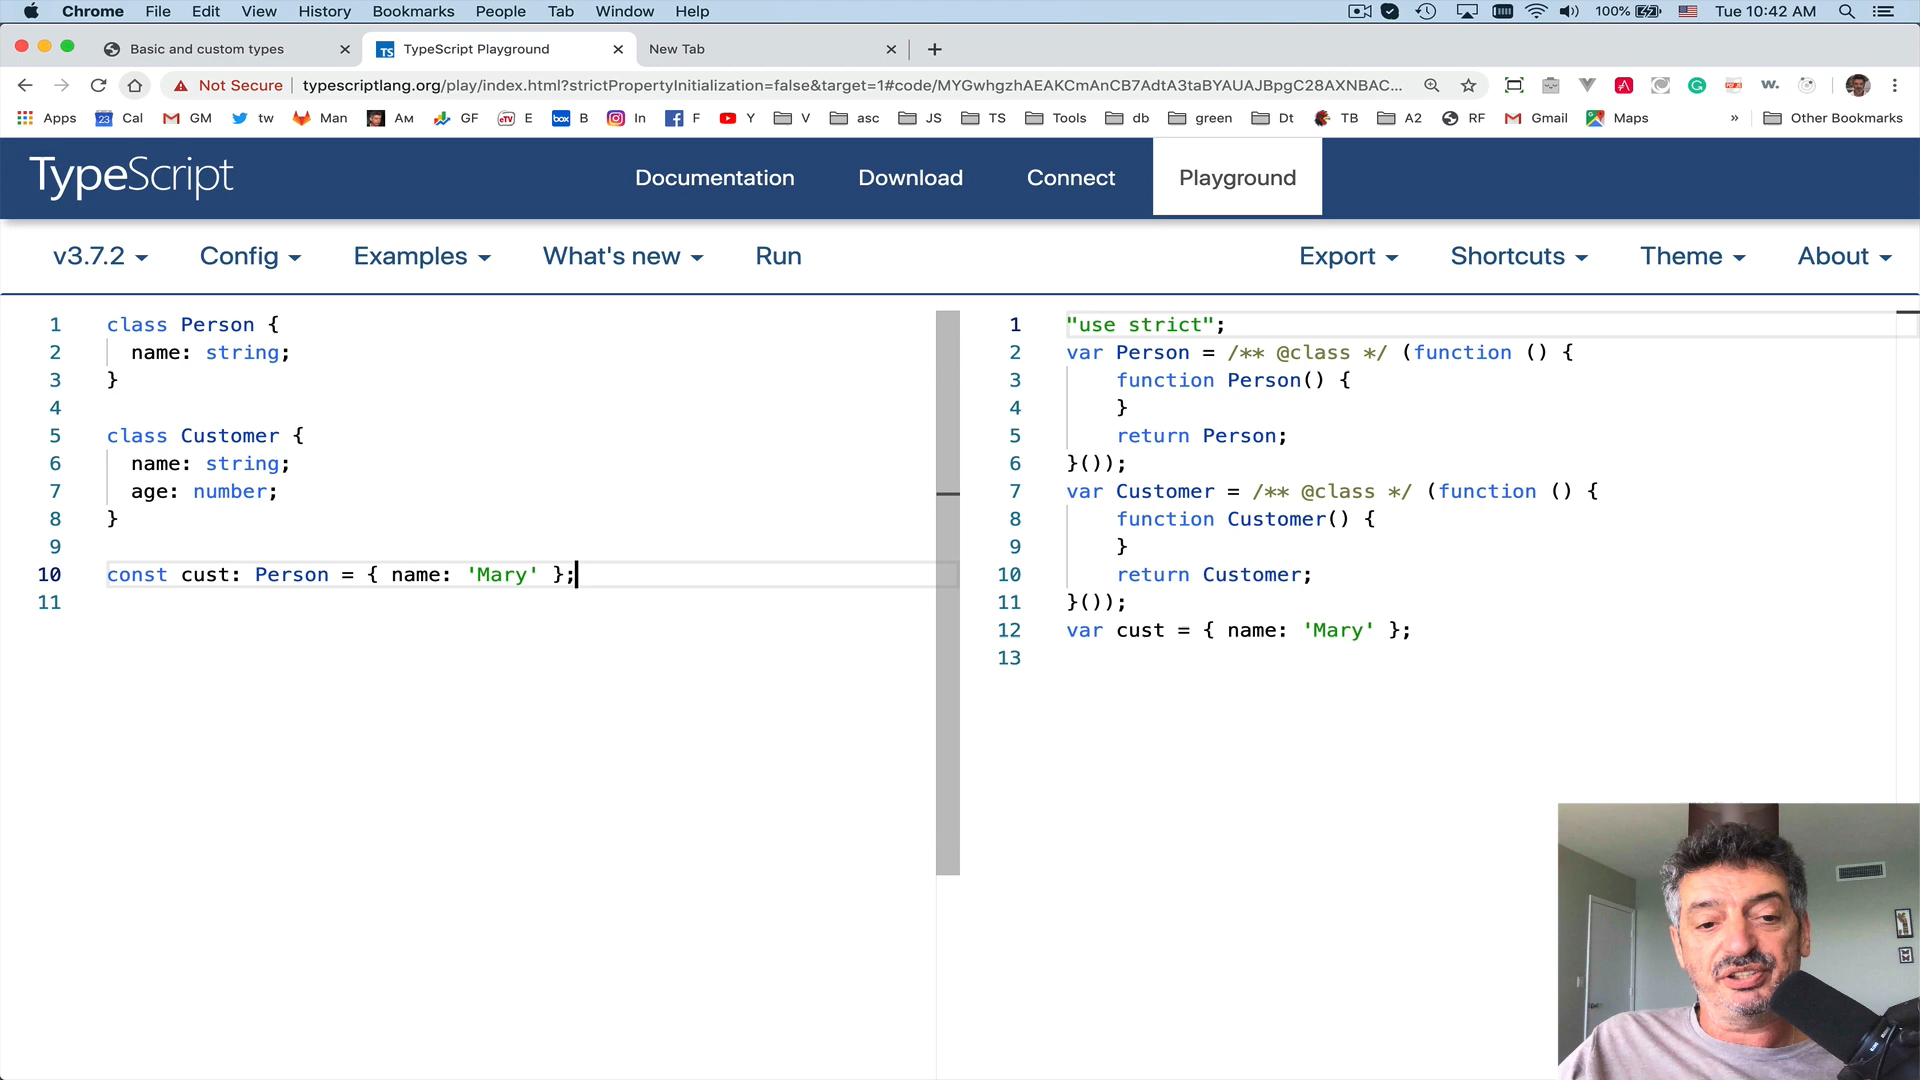 Chrome File Edit View History Bookmarks People Tab Window Help 100% Tue 10:42 AM
Basic and custom types TS TypeScript Playground New Tab
Not Secure typescriptlang.org/play/index.html?strictPropertyInitialization=false&target=1#code/MYGwhgzhAEAKCmAnCB7AdtA3taBYAUAJBpgC28AXNBAC...
Apps 23 Cal GM tw Man Ам GF eTV E box B In F Y V asc JS TS Tools db green Dt TB A2 RF Gmail Maps » Other Bookmarks
TypeScript Documentation Download Connect Playground
v3.7.2 Config Examples What's new Run Export Shortcuts Theme About
1 class Person {
2 name: string;
3 }
4
5 class Customer {
6 name: string;
7 age: number;
8 }
9
10 const cust: Person = { name: 'Mary' };
11
1 "use strict";
2 var Person = /** @class */ (function () {
3 function Person() {
4 }
5 return Person;
6 }());
7 var Customer = /** @class */ (function () {
8 function Customer() {
9 }
10 return Customer;
11 }());
12 var cust = { name: 'Mary' };
13